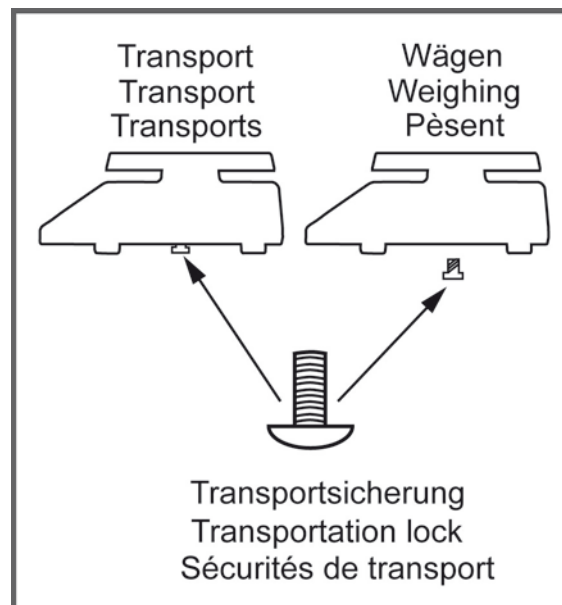 Transport
Transport
Transports
Wägen
Weighing
Pèsent
Transportsicherung
Transportation lock
Sécurités de transport